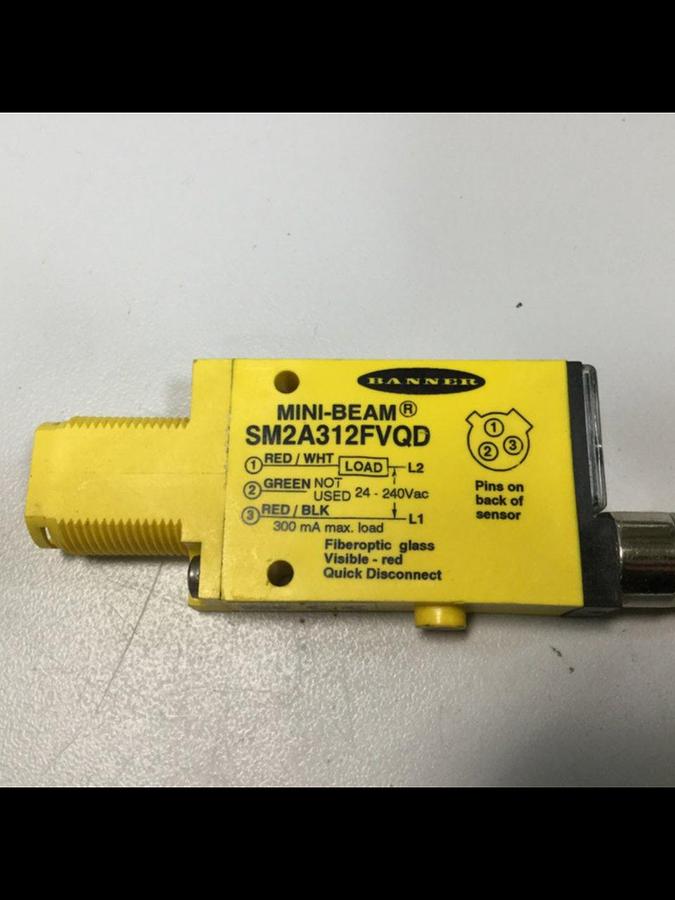 BANNER
MINI-BEAM®
SM2A312FVQD
1 RED / WHT LOAD L2
2 GREEN NOT USED 24 - 240Vac
3 RED / BLK L1
300 mA max. load
Fiberoptic glass
Visible - red
Quick Disconnect
1
2 3
Pins on
back of
sensor